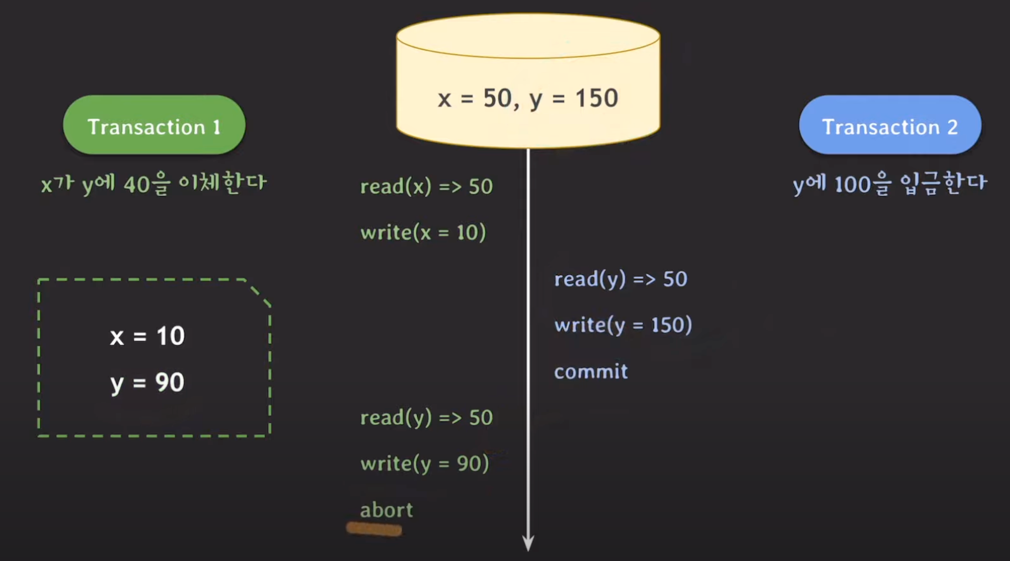 x = 50, y = 150
Transaction 1
x가 y에 40을 이체한다
Transaction 2
y에 100을 입금한다
read(x) => 50
write(x = 10)
read(y) => 50
write(y = 150)
commit
x = 10
y = 90
read(y) => 50
write(y = 90)
abort